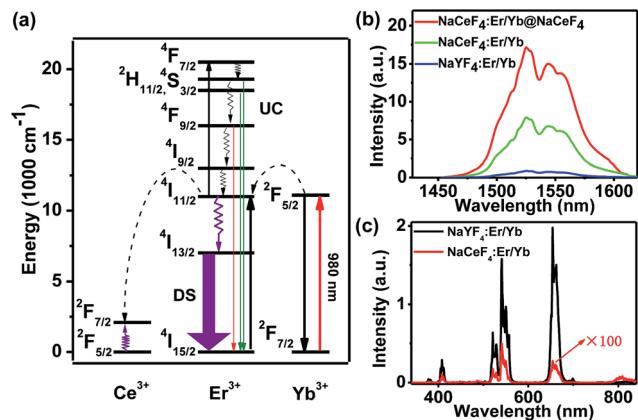 (a)
Energy (1000 cm⁻¹)
20
15
10
5
0
⁴F₇/₂
²H₁₁/₂, ⁴S₃/₂
⁴F₉/₂
⁴I₉/₂
⁴I₁₁/₂
⁴I₁₃/₂
⁴I₁₅/₂
UC
DS
²F₅/₂
²F₇/₂
980 nm
²F₇/₂
²F₅/₂
Ce³⁺ Er³⁺ Yb³⁺
(b)
Intensity (a.u.)
20
15
10
5
0
NaCeF₄:Er/Yb@NaCeF₄
NaCeF₄:Er/Yb
NaYF₄:Er/Yb
1450 1500 1550 1600
Wavelength (nm)
(c)
Intensity (a.u.)
2
1
0
NaYF₄:Er/Yb
NaCeF₄:Er/Yb
×100
400 500 600 700 800
Wavelength (nm)